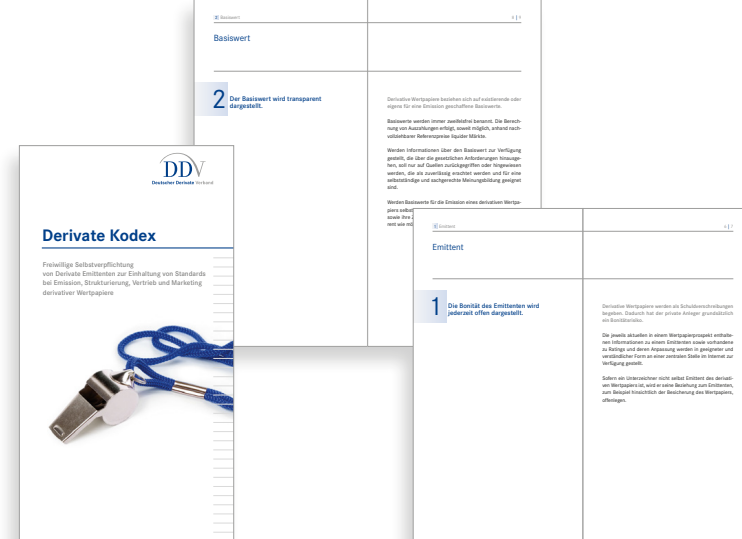 Basiswert
Basiswert
2 Der Basiswert wird transparent
dargestellt.
Derivative Wertpapiere beziehen sich auf existierende oder
eigens für eine Emission geschaffene Basiswerte.
Basiswerte werden immer zweifelsfrei benannt. Die Berech-
nung von Auszahlungen erfolgt, soweit möglich, anhand nach-
vollziehbarer Referenzpreise liquider Märkte.
Werden Informationen über den Basiswert zur Verfügung
gestellt, die über die gesetzlichen Anforderungen hinausge-
hen, soll nur auf Quellen zurückgegriffen oder hingewiesen
werden, die als zuverlässig erachtet werden und für eine
selbstständige und sachgerechte Meinungsbildung geeignet
sind.
Werden Basiswerte für die Emission eines derivativen Wertpa-
piers selbst
sowie ihre
rent wie mö
DDV
Deutscher Derivate Verband
Derivate Kodex
Freiwillige Selbstverpflichtung
von Derivate Emittenten zur Einhaltung von Standards
bei Emission, Strukturierung, Vertrieb und Marketing
derivativer Wertpapiere
Emittent
6 | 7
Emittent
1 Die Bonität des Emittenten wird
jederzeit offen dargestellt.
Derivative Wertpapiere werden als Schuldverschreibungen
begeben. Dadurch hat der private Anleger grundsätzlich
ein Bonitätsrisiko.
Die jeweils aktuellen in einem Wertpapierprospekt enthalte-
nen Informationen zu einem Emittenten sowie vorhandene
zu Ratings und deren Anpassung werden in geeigneter und
verständlicher Form an einer zentralen Stelle im Internet zur
Verfügung gestellt.
Sofern ein Unterzeichner nicht selbst Emittent des derivati-
ven Wertpapiers ist, wird er seine Beziehung zum Emittenten,
zum Beispiel hinsichtlich der Besicherung des Wertpapiers,
offenlegen.